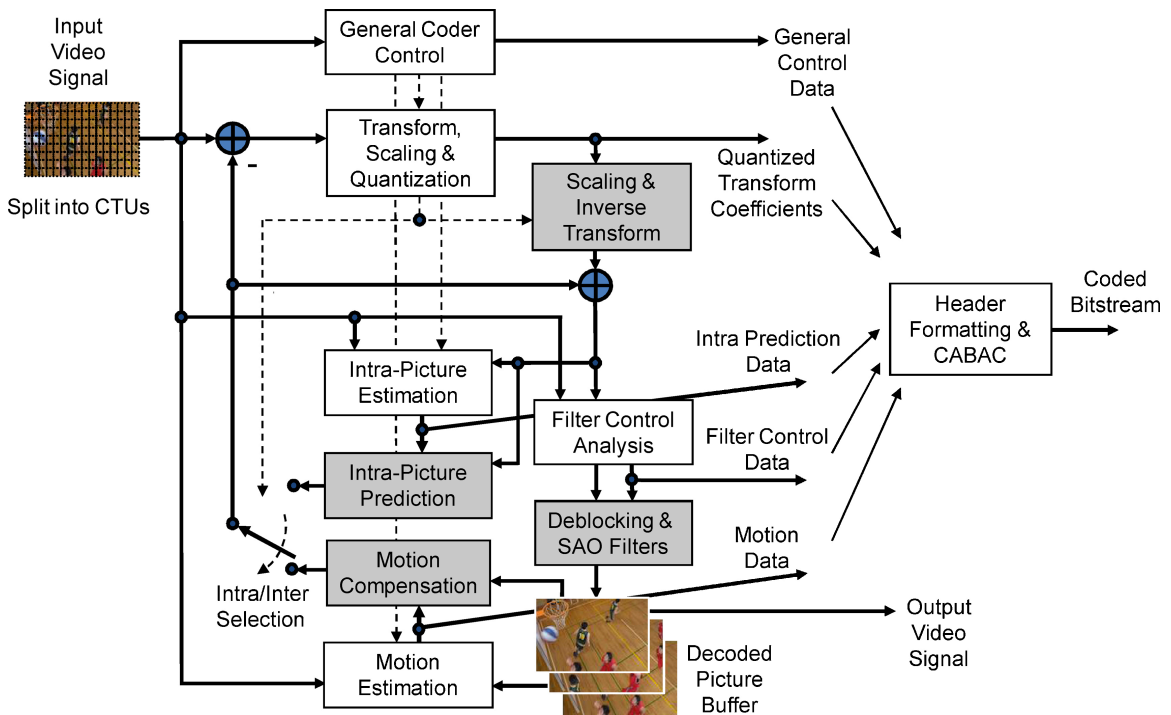 Input
Video
Signal
Split into CTUs
General Coder
Control
General
Control
Data
Transform,
Scaling &
Quantization
-
Quantized
Transform
Coefficients
Scaling &
Inverse
Transform
Header
Formatting &
CABAC
Coded
Bitstream
Intra-Picture
Estimation
Intra Prediction
Data
Filter Control
Analysis
Filter Control
Data
Intra-Picture
Prediction
Deblocking &
SAO Filters
Motion
Data
Motion
Compensation
Intra/Inter
Selection
Output
Video
Signal
Motion
Estimation
Decoded
Picture
Buffer